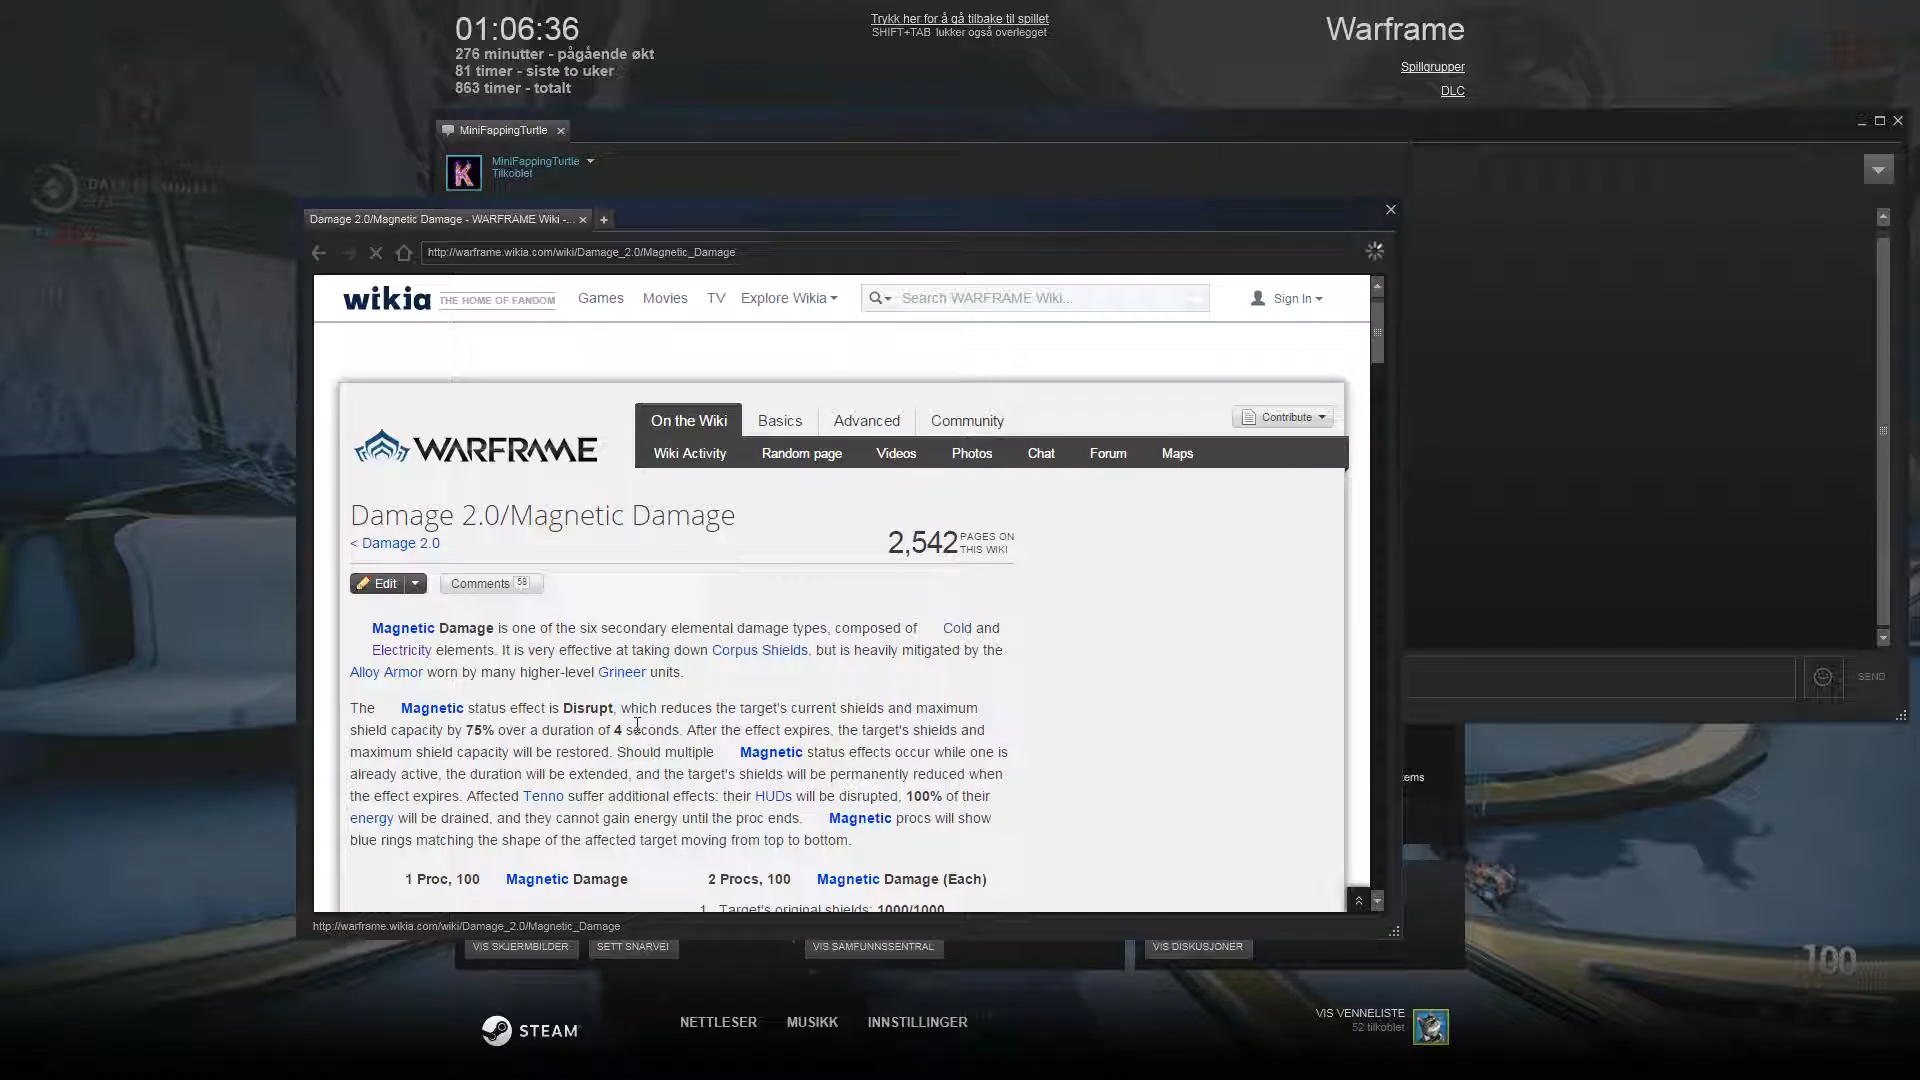 01:06:36
276 minutter - pågående økt
81 timer - siste to uker
863 timer - totalt
Trykk her for å gå tilbake til spillet
SHIFT+TAB lukker også overlegget
Warframe
Spillgrupper
DLC
MiniFappingTurtle
MiniFappingTurtle
Tilkoblet
Damage 2.0/Magnetic Damage - WARFRAME Wiki -...
http://warframe.wikia.com/wiki/Damage_2.0/Magnetic_Damage
wikia THE HOME OF FANDOM Games Movies TV Explore Wikia Search WARFRAME Wiki... Sign In
On the Wiki Basics Advanced Community Contribute
WARFRAME
Wiki Activity Random page Videos Photos Chat Forum Maps
Damage 2.0/Magnetic Damage
< Damage 2.0
2,542 PAGES ON THIS WIKI
Edit Comments 58
Magnetic Damage is one of the six secondary elemental damage types, composed of Cold and
Electricity elements. It is very effective at taking down Corpus Shields, but is heavily mitigated by the
Alloy Armor worn by many higher-level Grineer units.
The Magnetic status effect is Disrupt, which reduces the target's current shields and maximum
shield capacity by 75% over a duration of 4 seconds. After the effect expires, the target's shields and
maximum shield capacity will be restored. Should multiple Magnetic status effects occur while one is
already active, the duration will be extended, and the target's shields will be permanently reduced when
the effect expires. Affected Tenno suffer additional effects: their HUDs will be disrupted, 100% of their
energy will be drained, and they cannot gain energy until the proc ends. Magnetic procs will show
blue rings matching the shape of the affected target moving from top to bottom.
1 Proc, 100 Magnetic Damage 2 Procs, 100 Magnetic Damage (Each)
1. Target's original shields: 1000/1000
http://warframe.wikia.com/wiki/Damage_2.0/Magnetic_Damage
SEND
VIS SKJERMBILDER SETT SNARVEI VIS SAMFUNNSSENTRAL VIS DISKUSJONER
100
STEAM
NETTLESER MUSIKK INNSTILLINGER
VIS VENNELISTE
52 tilkoblet